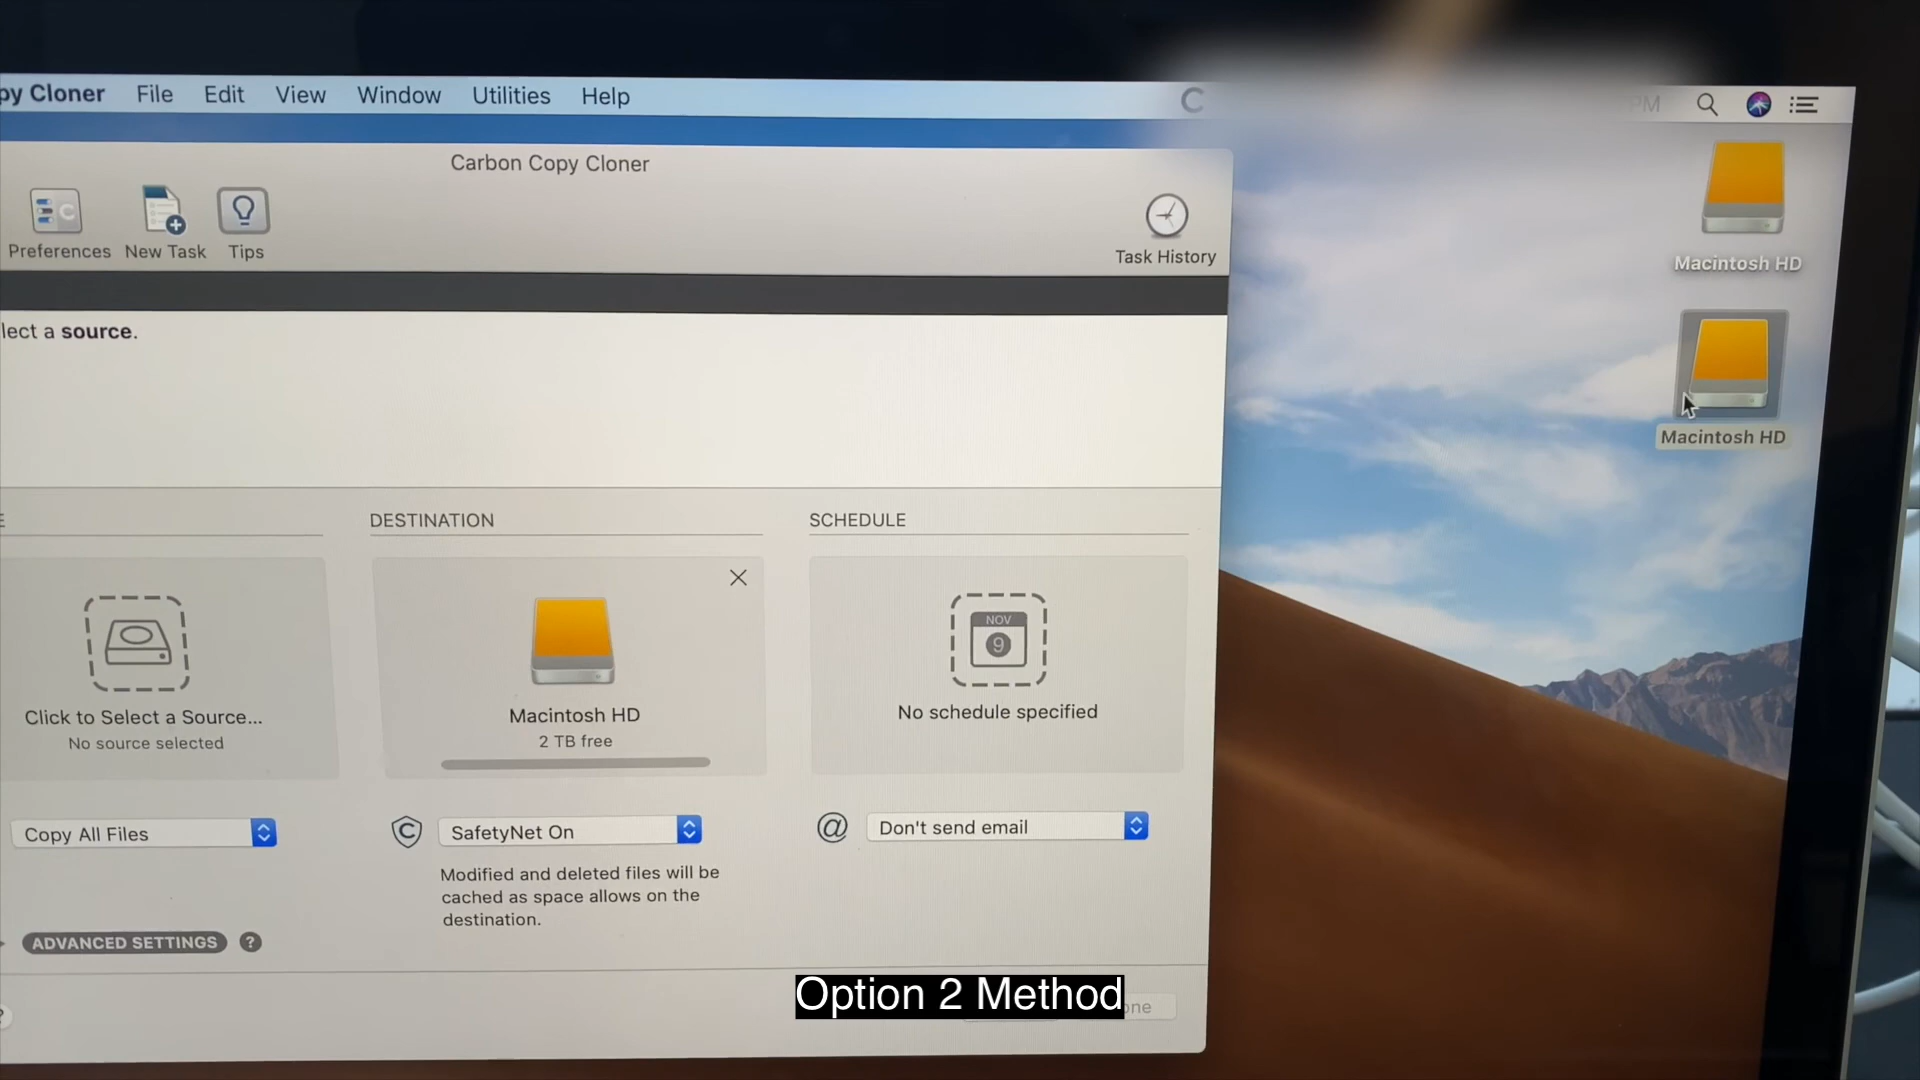 py Cloner File Edit View Window Utilities Help
PM
Carbon Copy Cloner
Preferences New Task Tips
Task History
Macintosh HD
lect a source.
Macintosh HD
DESTINATION
SCHEDULE
NOV
9
Click to Select a Source...
No source selected
Macintosh HD
2 TB free
No schedule specified
Copy All Files
SafetyNet On
@ Don't send email
Modified and deleted files will be
cached as space allows on the
destination.
ADVANCED SETTINGS ?
Option 2 Method
one